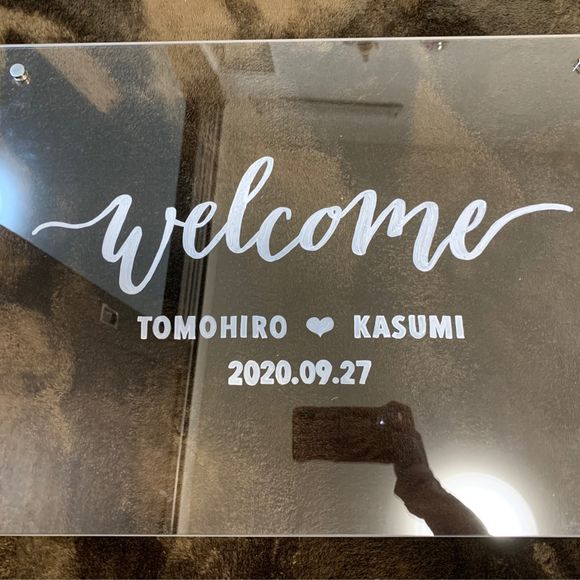 welcome
TOMOHIRO ♥ KASUMI
2020.09.27